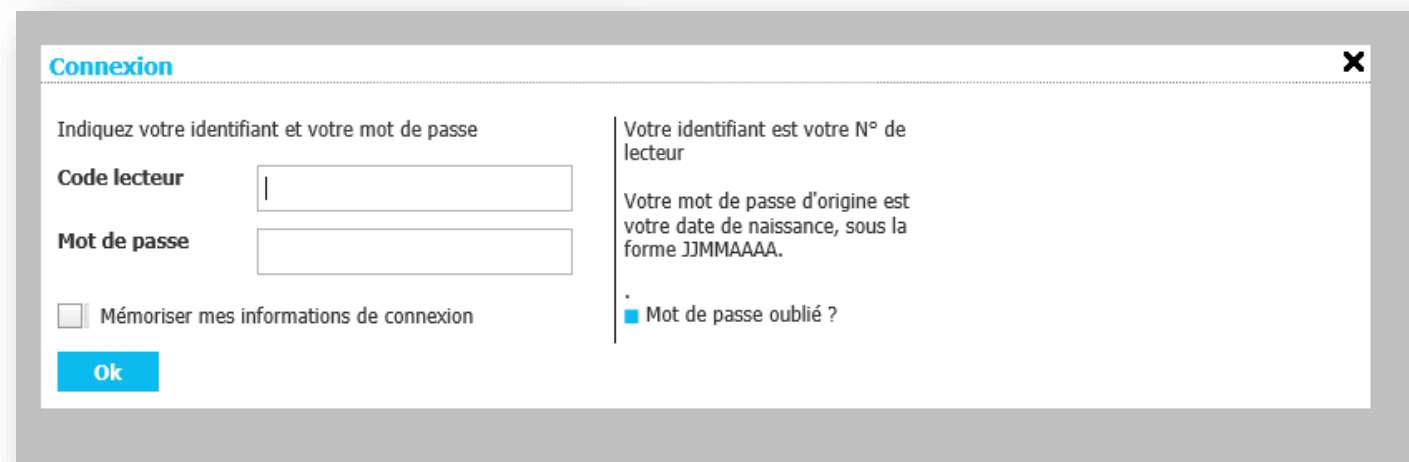 Connexion
Indiquez votre identifiant et votre mot de passe
Code lecteur
Mot de passe
Mémoriser mes informations de connexion
Ok
Votre identifiant est votre N° de
lecteur
Votre mot de passe d'origine est
votre date de naissance, sous la
forme JJMMAAAA.
.
Mot de passe oublié ?